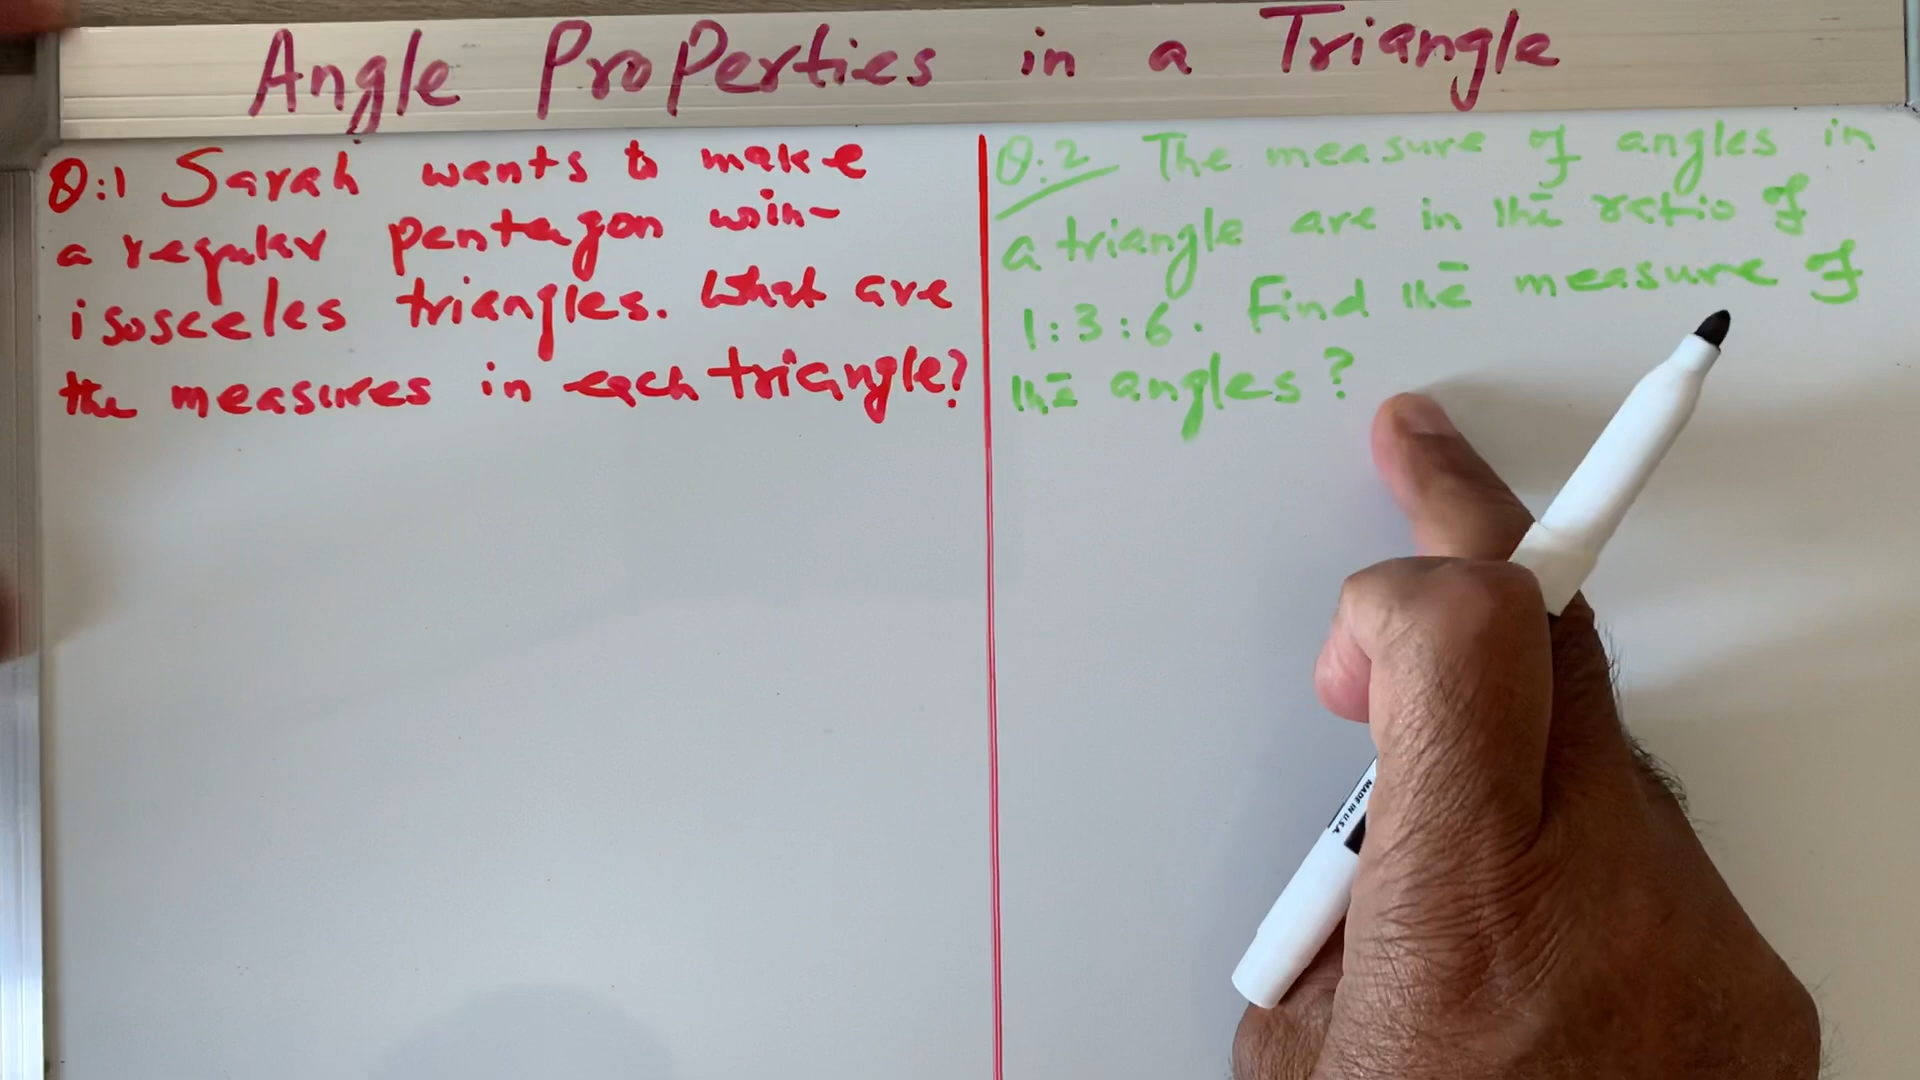 Angle Properties in a Triangle
Q:1 Sarah wants to make
a regular pentagon with
isosceles triangles. What are
the measures in each triangle?
Q:2 The measure of angles in
a triangle are in the ratio of
1:3:6. Find the measure of
the angles?
MADE IN U.S.A.